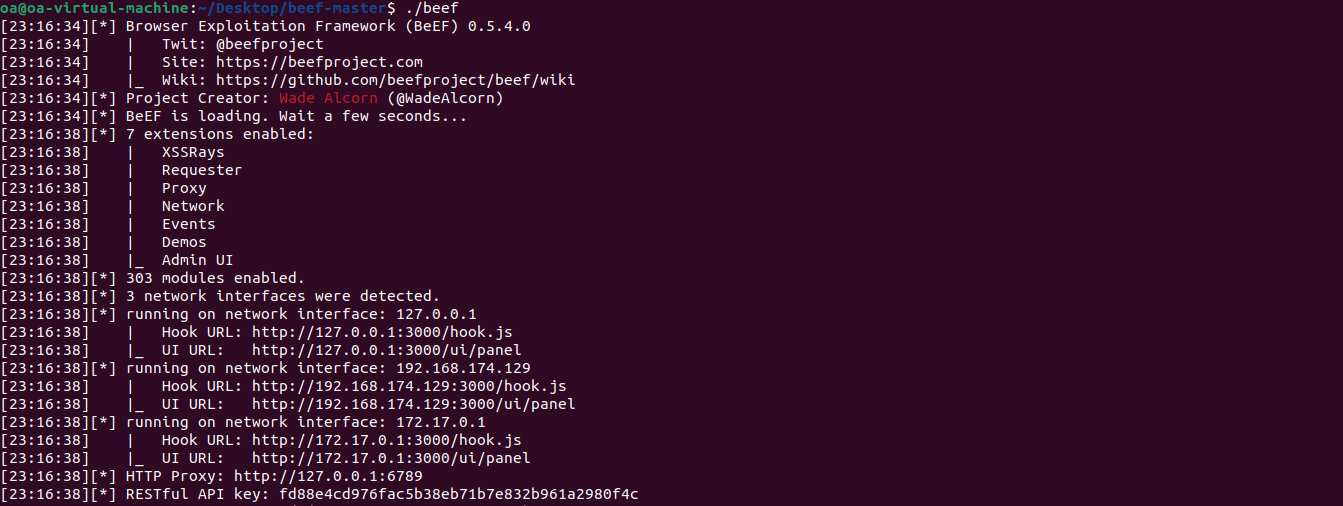 oa@oa-virtual-machine:~/Desktop/beef-master$ ./beef
[23:16:34][*] Browser Exploitation Framework (BeEF) 0.5.4.0
[23:16:34]    |   Twit: @beefproject
[23:16:34]    |   Site: https://beefproject.com
[23:16:34]    |_  Wiki: https://github.com/beefproject/beef/wiki
[23:16:34][*] Project Creator: Wade Alcorn (@WadeAlcorn)
[23:16:34][*] BeEF is loading. Wait a few seconds...
[23:16:38][*] 7 extensions enabled:
[23:16:38]    |   XSSRays
[23:16:38]    |   Requester
[23:16:38]    |   Proxy
[23:16:38]    |   Network
[23:16:38]    |   Events
[23:16:38]    |   Demos
[23:16:38]    |_  Admin UI
[23:16:38][*] 303 modules enabled.
[23:16:38][*] 3 network interfaces were detected.
[23:16:38][*] running on network interface: 127.0.0.1
[23:16:38]    |   Hook URL: http://127.0.0.1:3000/hook.js
[23:16:38]    |_  UI URL:   http://127.0.0.1:3000/ui/panel
[23:16:38][*] running on network interface: 192.168.174.129
[23:16:38]    |   Hook URL: http://192.168.174.129:3000/hook.js
[23:16:38]    |_  UI URL:   http://192.168.174.129:3000/ui/panel
[23:16:38][*] running on network interface: 172.17.0.1
[23:16:38]    |   Hook URL: http://172.17.0.1:3000/hook.js
[23:16:38]    |_  UI URL:   http://172.17.0.1:3000/ui/panel
[23:16:38][*] HTTP Proxy: http://127.0.0.1:6789
[23:16:38][*] RESTful API key: fd88e4cd976fac5b38eb71b7e832b961a2980f4c